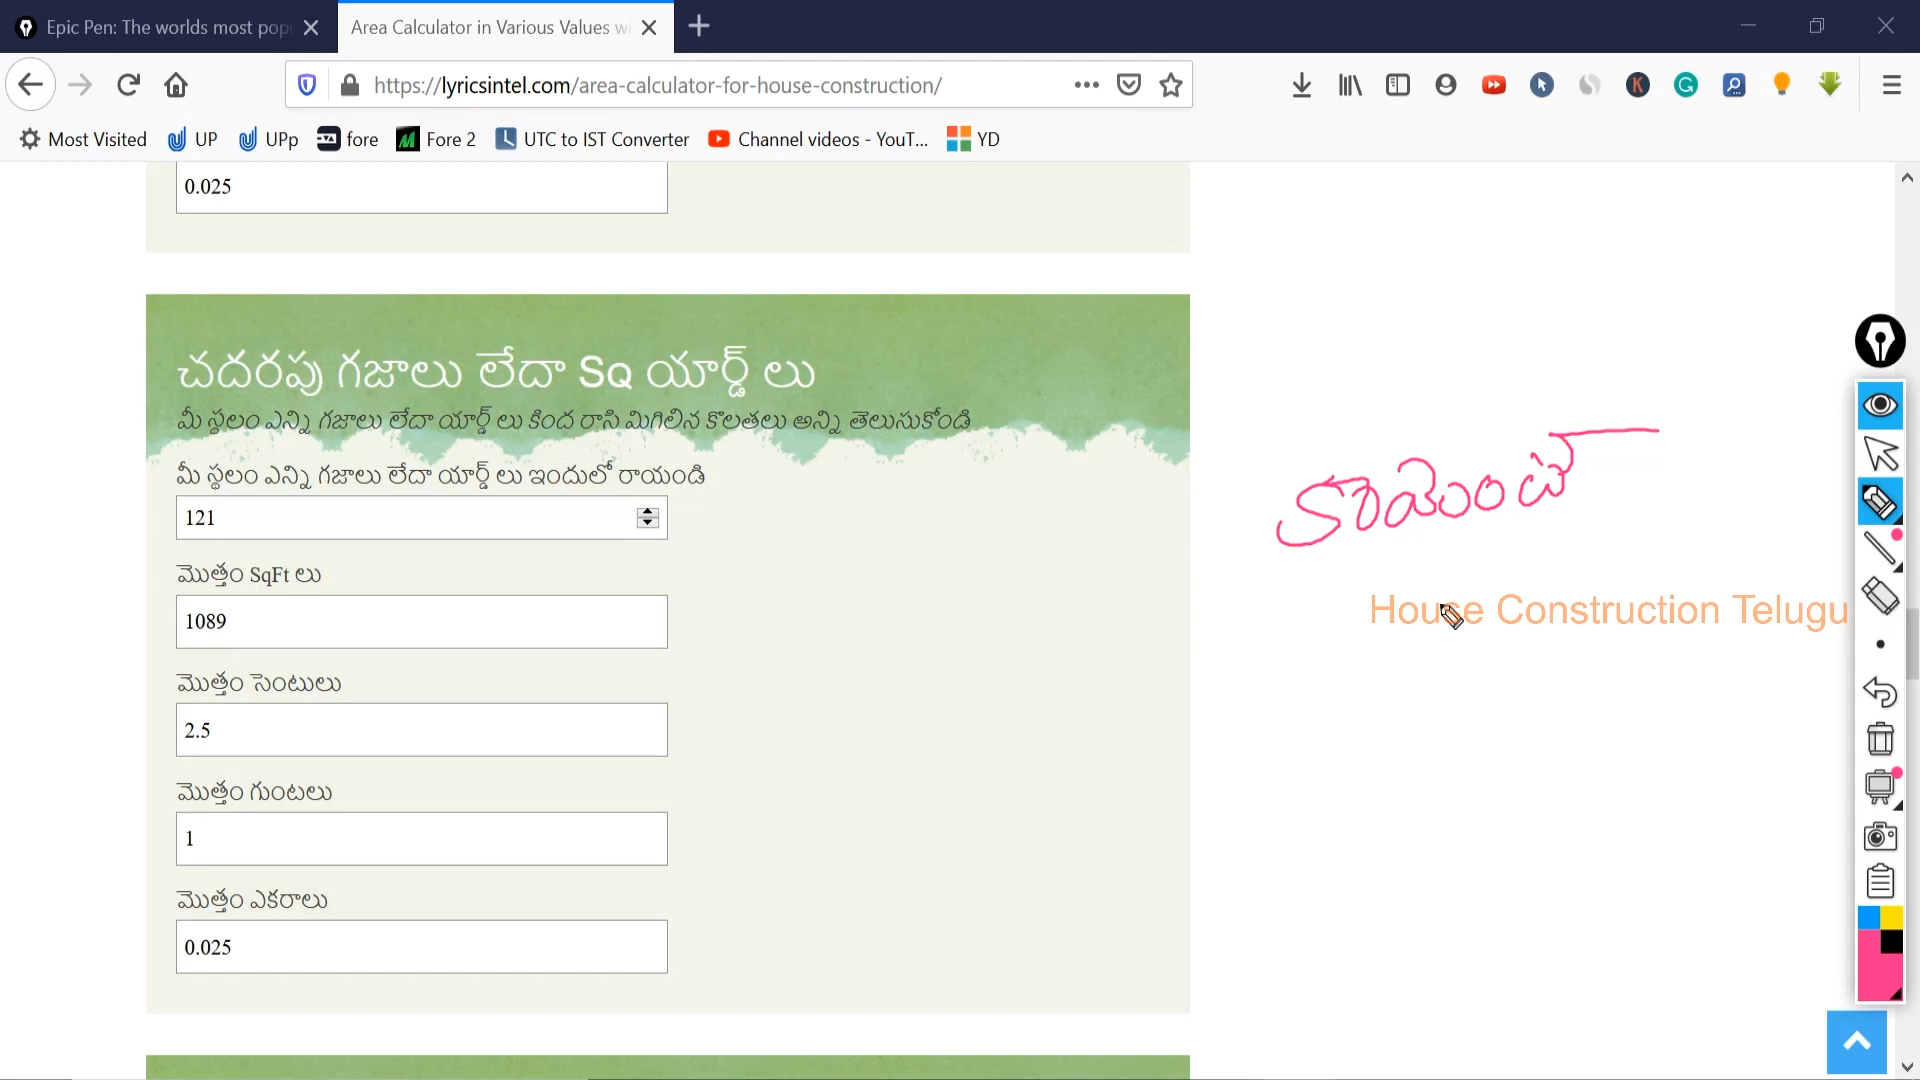 Epic Pen: The worlds most pop
Area Calculator in Various Values wi
https://lyricsintel.com/area-calculator-for-house-construction/
Most Visited UP UPp fore Fore 2 UTC to IST Converter Channel videos - YouT... YD
0.025
చదరపు గజాలు లేదా SQ యార్డ్ లు
మీ స్థలం ఎన్ని గజాలు లేదా యార్డ్ లు కింద రాసి మిగిలిన కొలతలు అన్ని తెలుసుకోండి
మీ స్థలం ఎన్ని గజాలు లేదా యార్డ్ లు ఇందులో రాయండి
121
మొత్తం SqFt లు
1089
మొత్తం సెంటులు
2.5
మొత్తం గుంటలు
1
మొత్తం ఎకరాలు
0.025
కామెంట్
House Construction Telugu